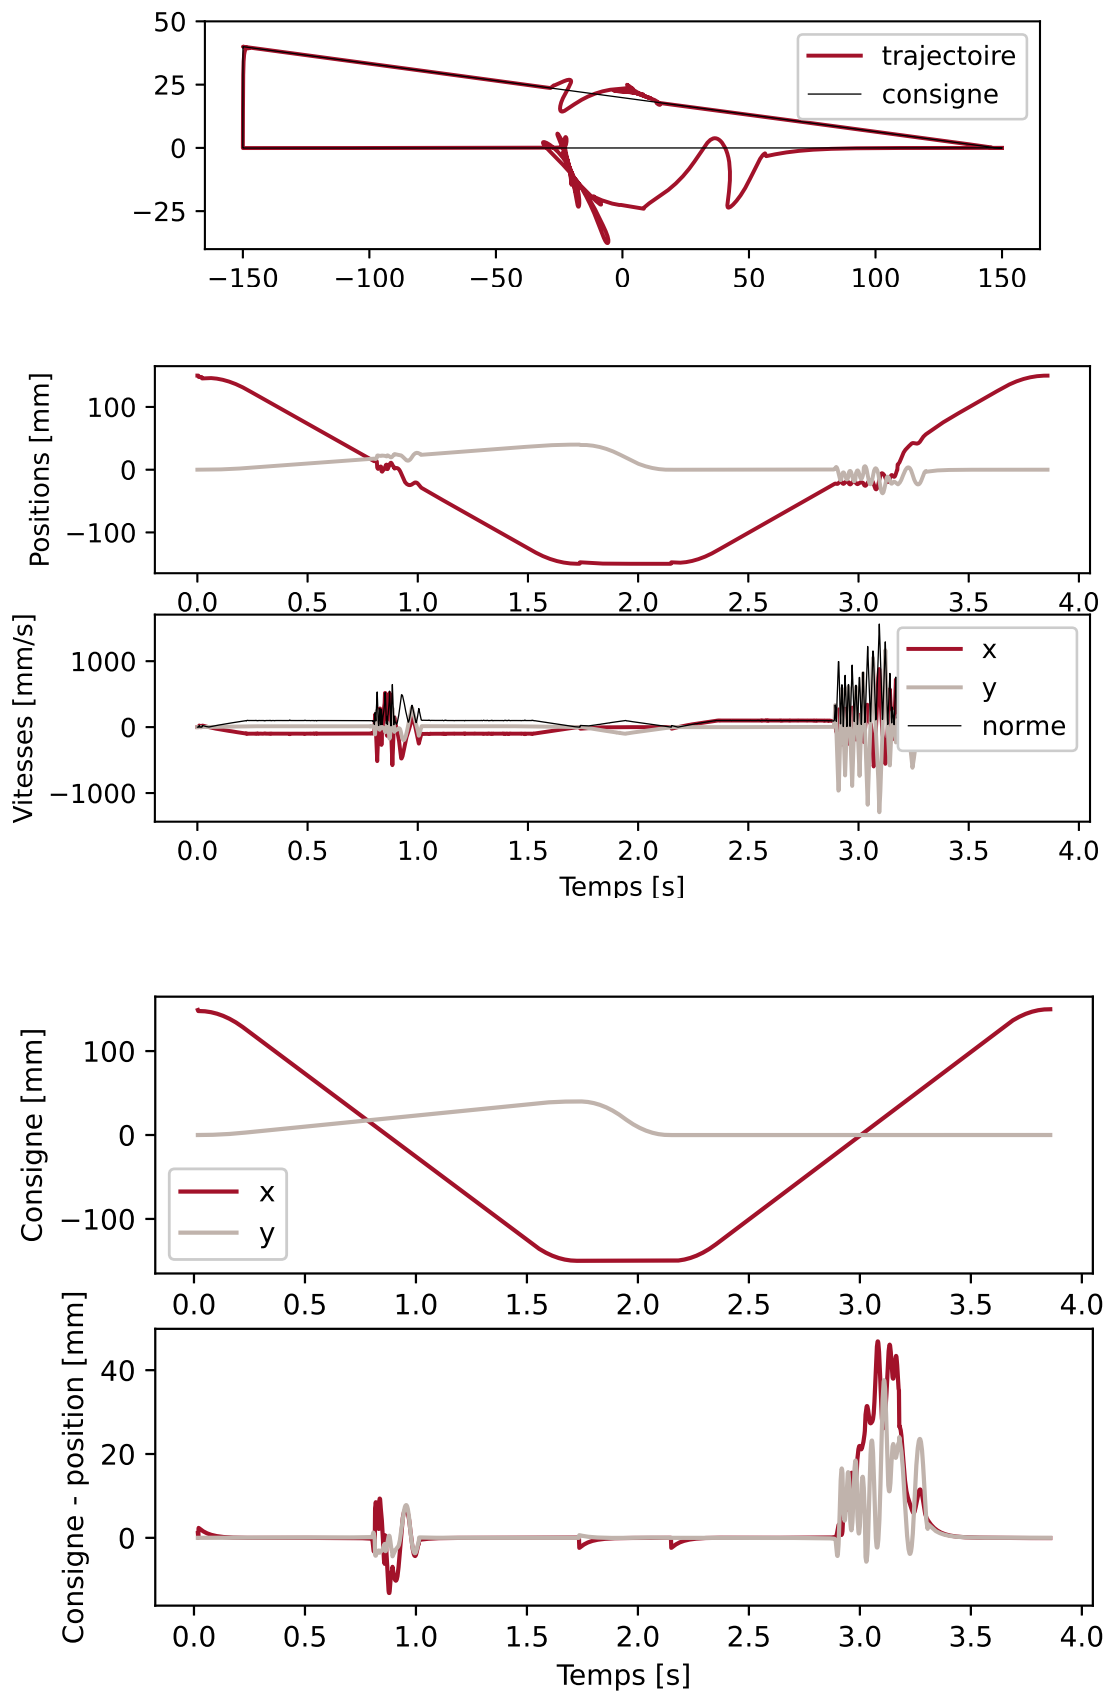 50
25
0
−25
trajectoire
consigne
−150 −100 −50 0 50 100 150
Positions [mm]
100
0
−100
0.0 0.5 1.0 1.5 2.0 2.5 3.0 3.5 4.0
Vitesses [mm/s]
1000
0
−1000
x
y
norme
0.0 0.5 1.0 1.5 2.0 2.5 3.0 3.5 4.0
Temps [s]
Consigne [mm]
100
0
−100
x
y
0.0 0.5 1.0 1.5 2.0 2.5 3.0 3.5 4.0
Consigne - position [mm]
40
20
0
0.0 0.5 1.0 1.5 2.0 2.5 3.0 3.5 4.0
Temps [s]